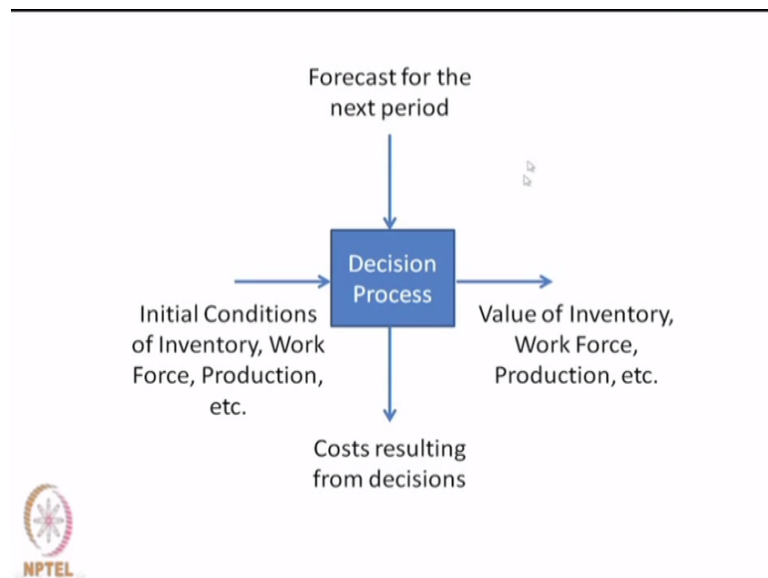 Forecast for the
next period
Decision
Process
Initial Conditions
of Inventory, Work
Force, Production,
etc.
Value of Inventory,
Work Force,
Production, etc.
Costs resulting
from decisions
NPTEL